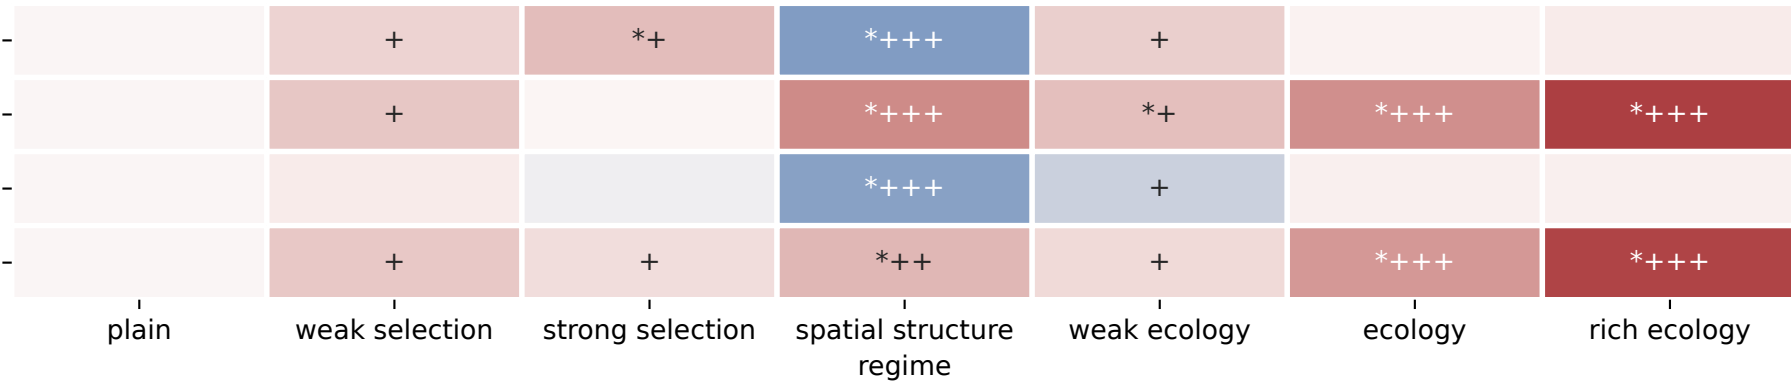 + *+ *+++ +
+ *+++ *+ *+++ *+++
*+++ +
+ + *++ + *+++ *+++
plain weak selection strong selection spatial structure weak ecology ecology rich ecology
regime